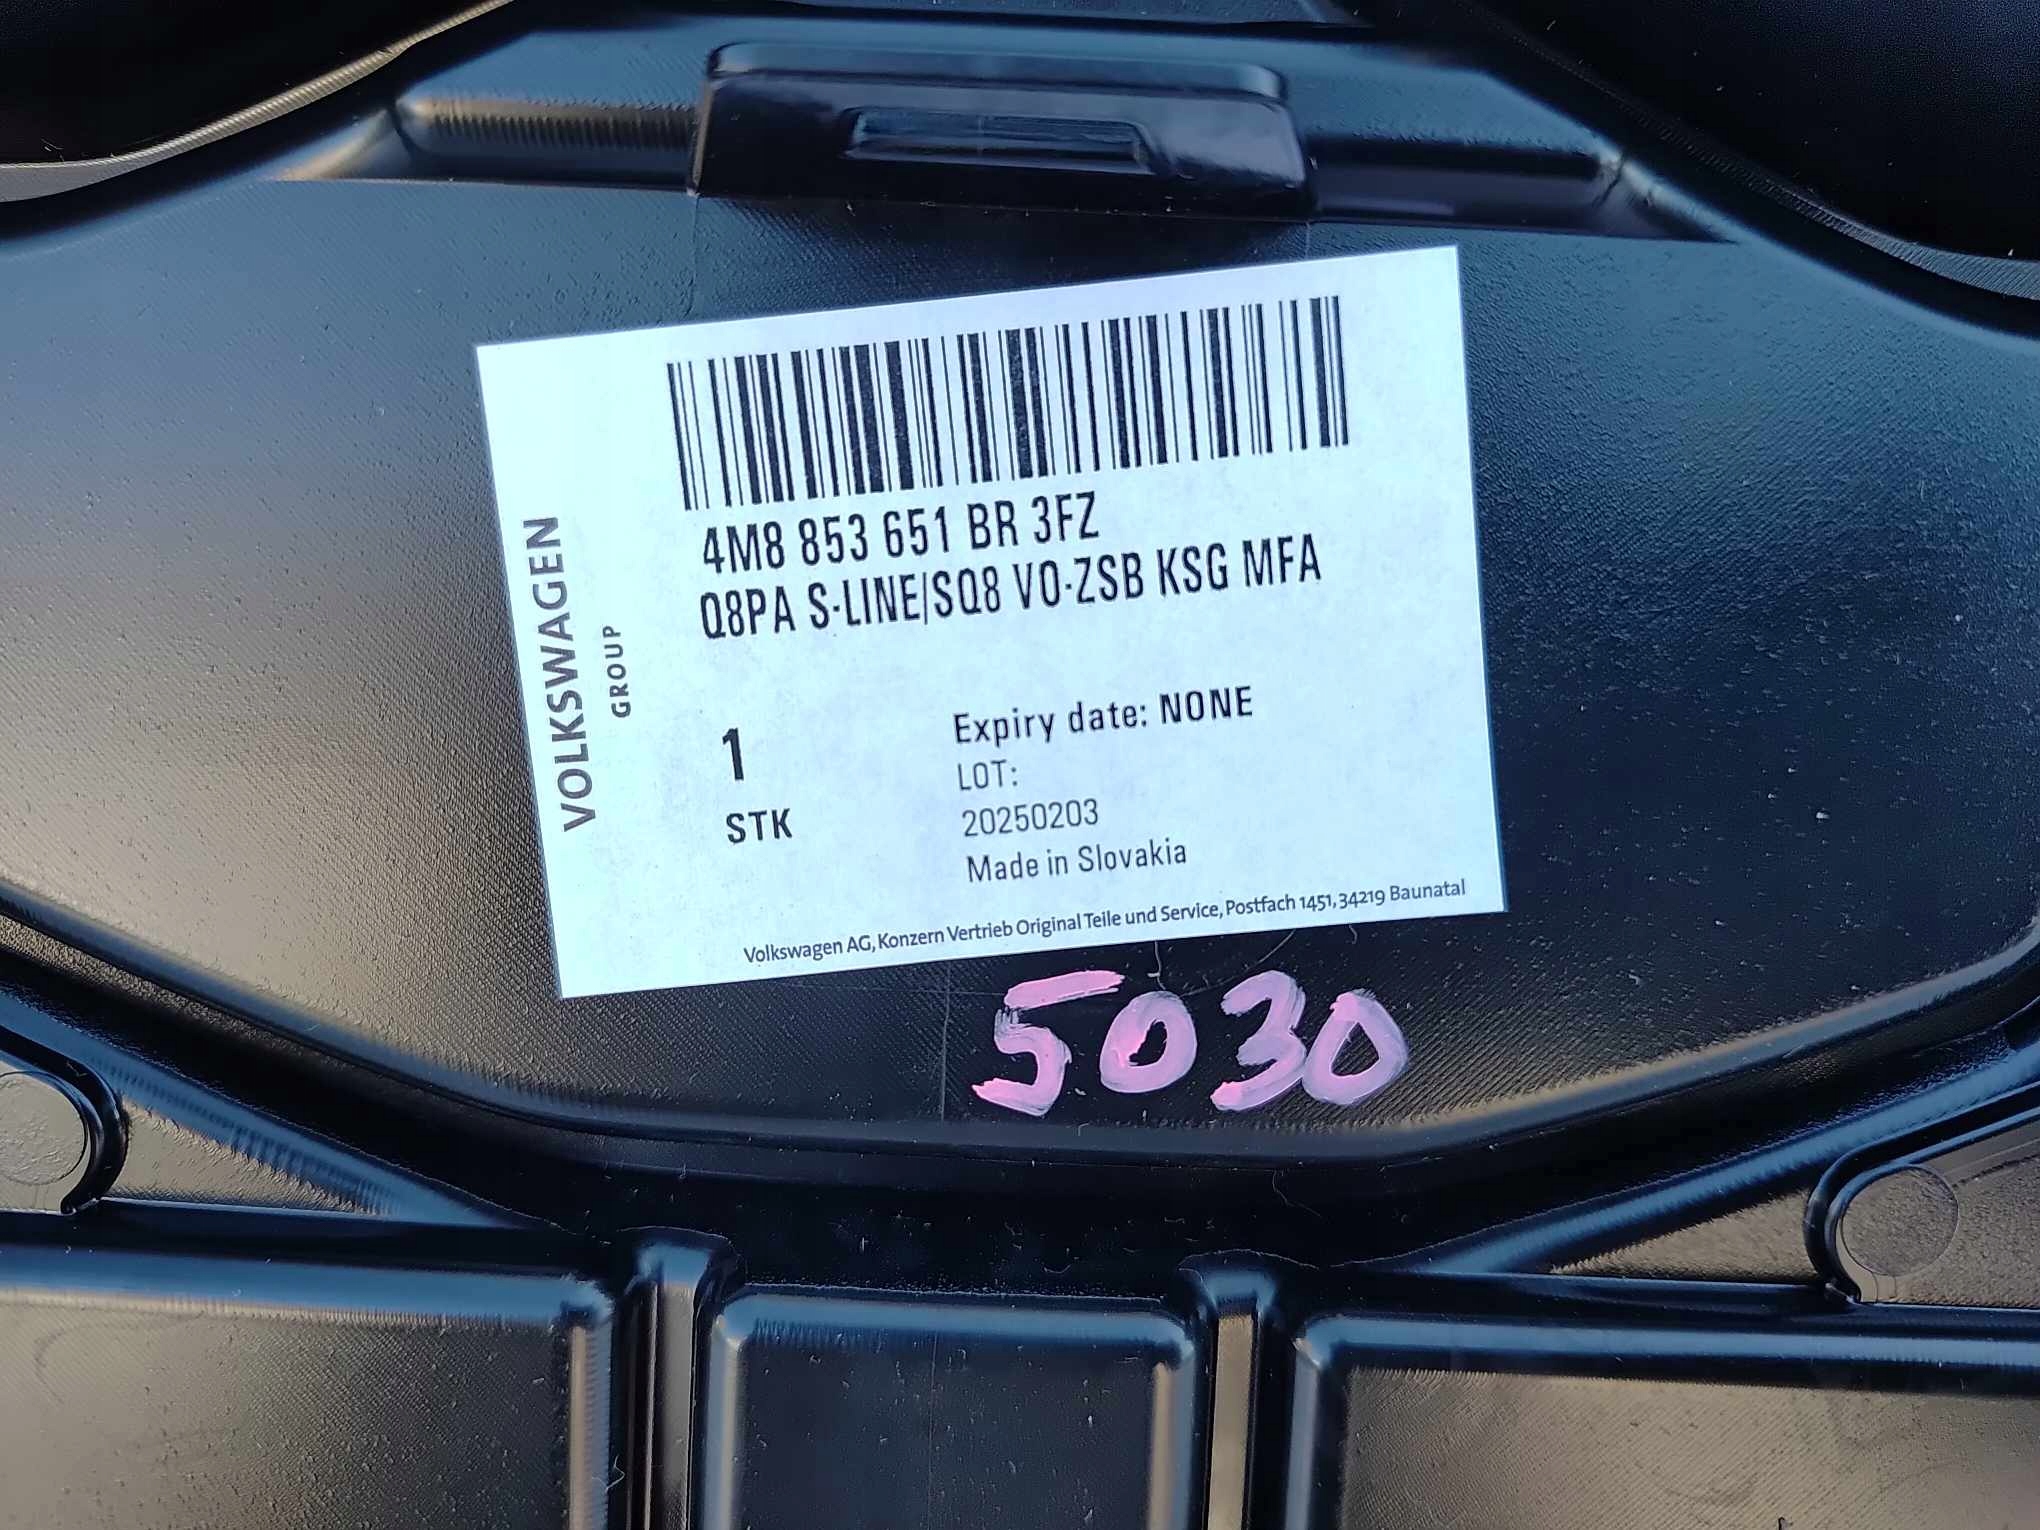 VOLKSWAGEN
GROUP
4M8 853 651 BR 3FZ
Q8PA S-LINE/SQ8 VO-ZSB KSG MFA
1
STK
Expiry date: NONE
LOT:
20250203
Made in Slovakia
Volkswagen AG, Konzern Vertrieb Original Teile und Service, Postfach 1451, 34219 Baunatal
5030